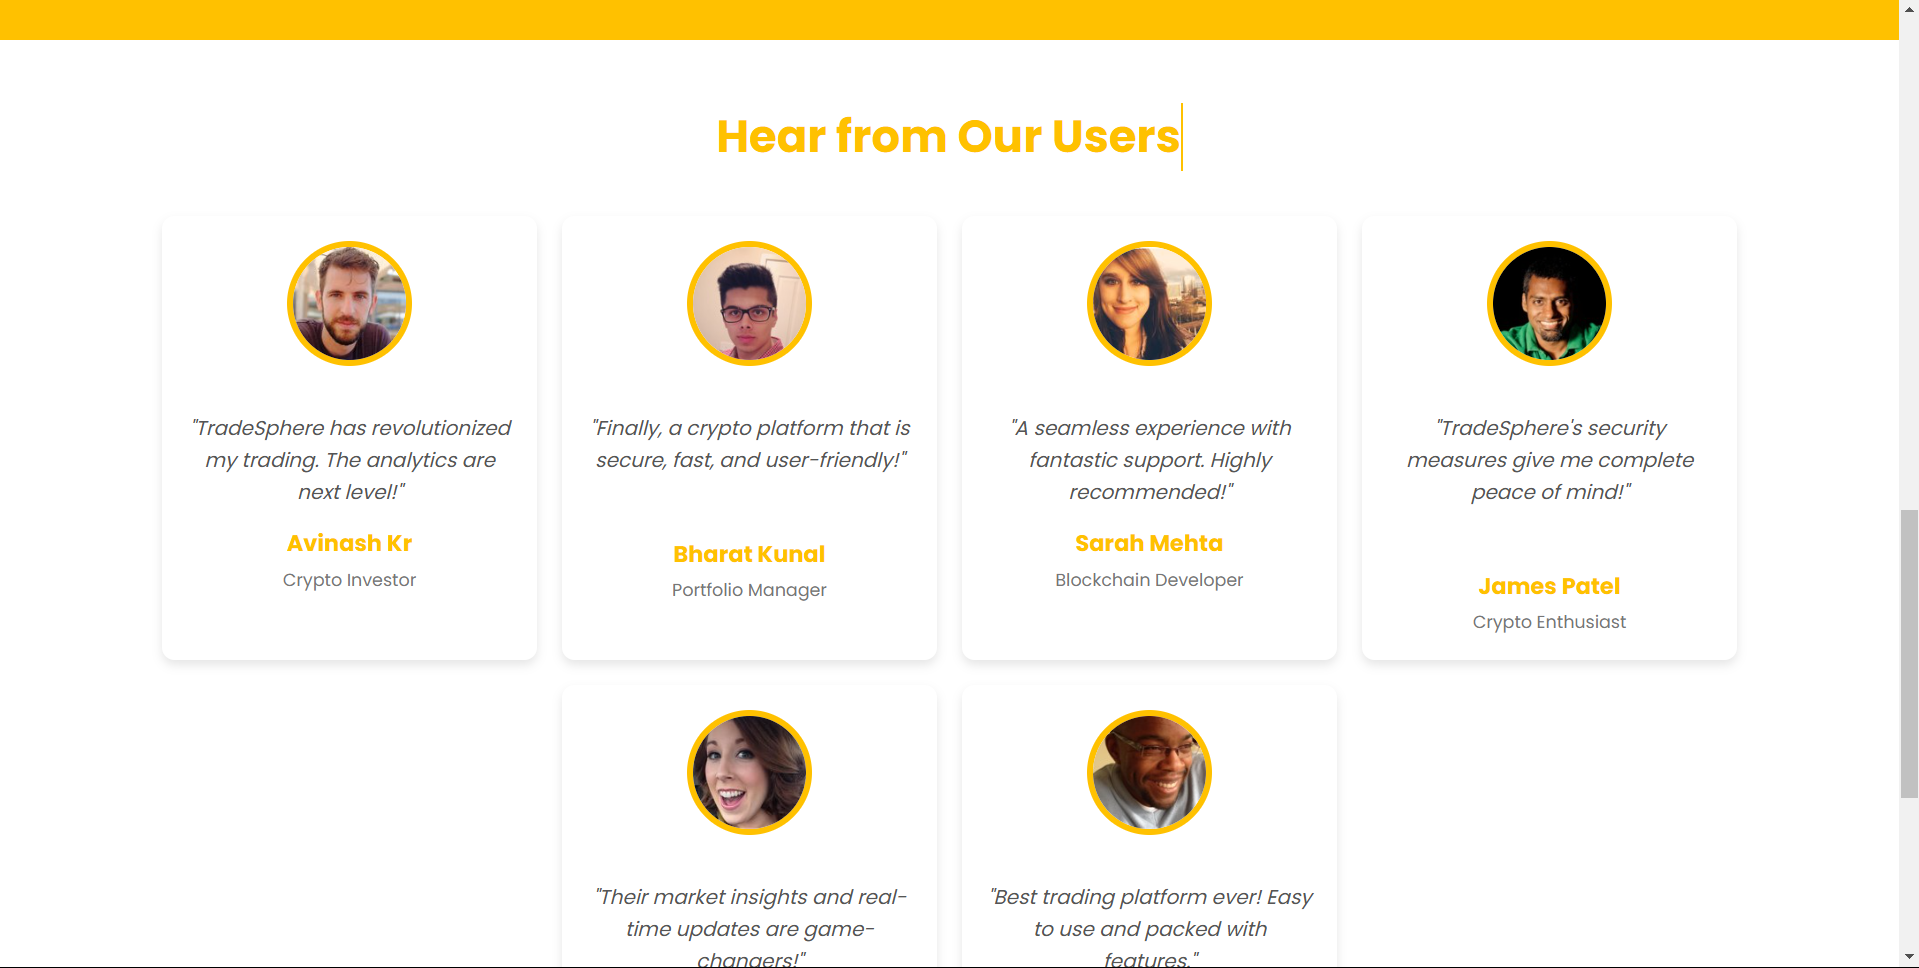 Hear from Our Users
"TradeSphere has revolutionized
my trading. The analytics are
next level!"
Avinash Kr
Crypto Investor
"Finally, a crypto platform that is
secure, fast, and user-friendly!"
Bharat Kunal
Portfolio Manager
"A seamless experience with
fantastic support. Highly
recommended!"
Sarah Mehta
Blockchain Developer
"TradeSphere's security
measures give me complete
peace of mind!"
James Patel
Crypto Enthusiast
"Their market insights and real-
time updates are game-
changers!"
"Best trading platform ever! Easy
to use and packed with
features."